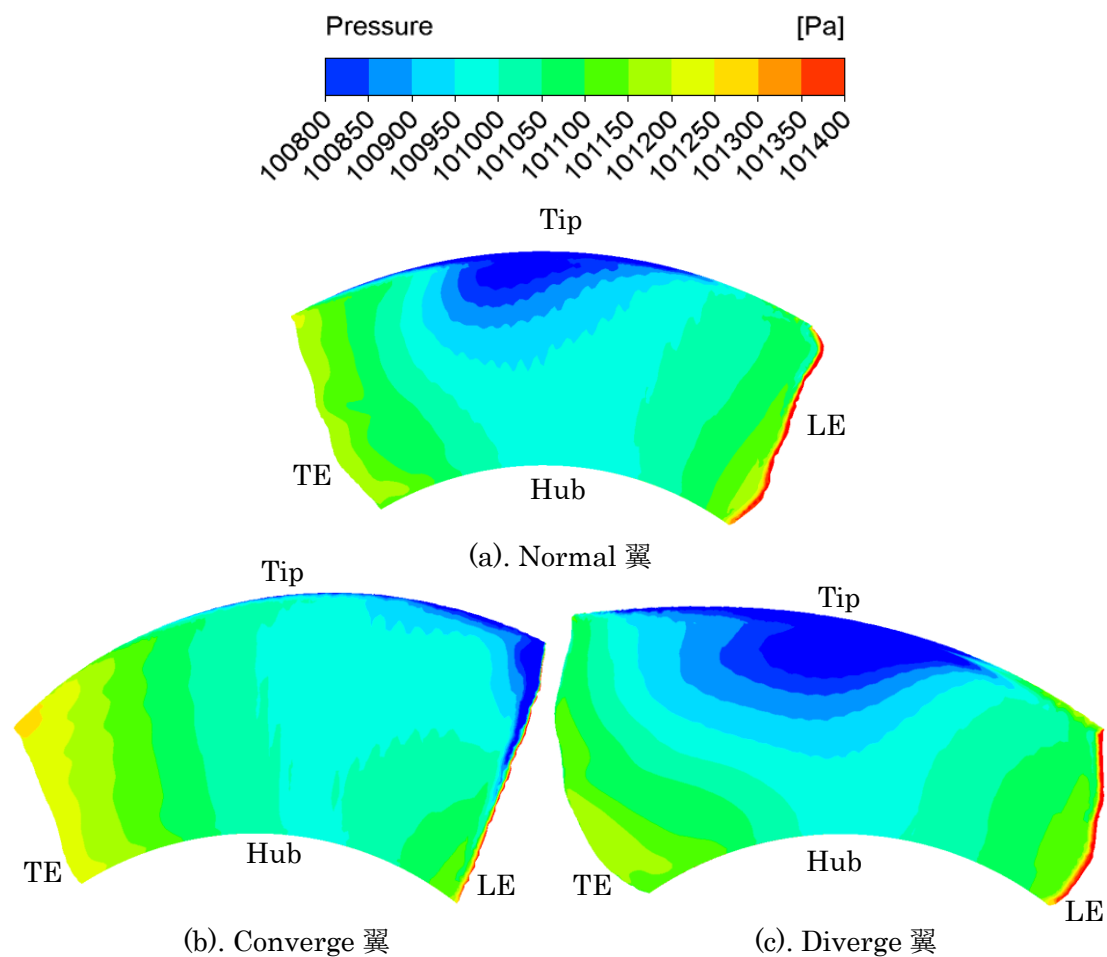 Pressure [Pa]
100800 100850 100900 100950 101000 101050 101100 101150 101200 101250 101300 101350 101400
Tip
LE
TE
Hub
(a). Normal 翼
Tip
TE
Hub
LE
(b). Converge 翼
Tip
TE
Hub
LE
(c). Diverge 翼